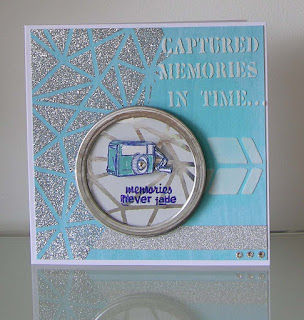 CAPTURED
MEMORIES
IN TIME...
memories
never fade